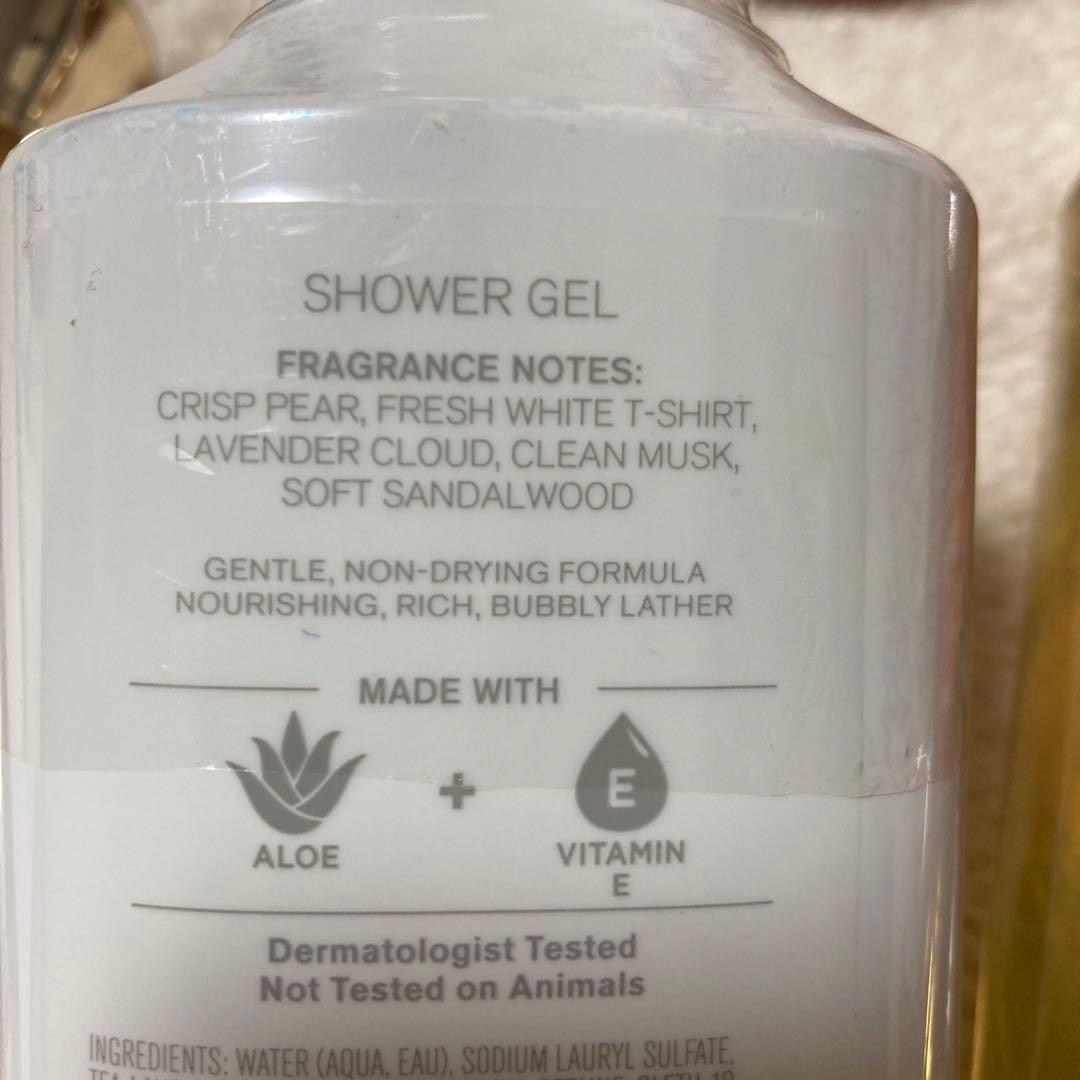 SHOWER GEL
FRAGRANCE NOTES:
CRISP PEAR, FRESH WHITE T-SHIRT,
LAVENDER CLOUD, CLEAN MUSK,
SOFT SANDALWOOD
GENTLE, NON-DRYING FORMULA
NOURISHING, RICH, BUBBLY LATHER
MADE WITH
ALOE
+
E
VITAMIN
E
Dermatologist Tested
Not Tested on Animals
INGREDIENTS: WATER (AQUA, EAU), SODIUM LAURYL SULFATE,